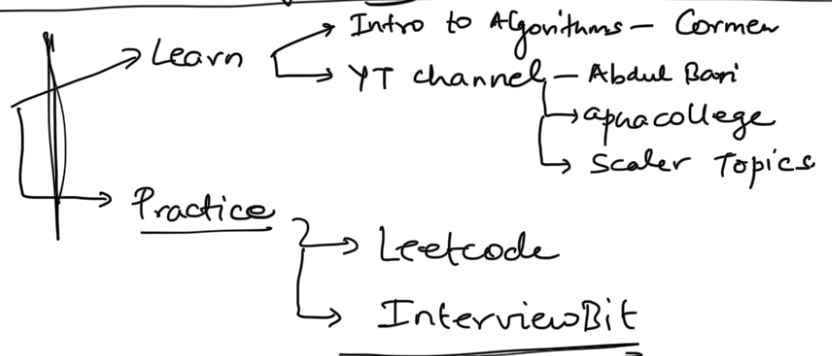 Learn → Intro to Algorithms - Cormen
→ YT channel - Abdul Bari
→ apnacollege
→ Scaler Topics
→ Practice
→ Leetcode
→ InterviewBit